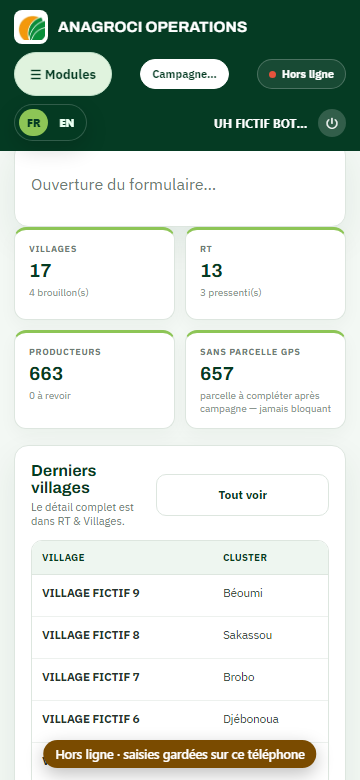 ANAGROCI OPERATIONS
☰ Modules
Campagne...
Hors ligne
FR EN
UH FICTIF BOT...
Ouverture du formulaire...
VILLAGES
17
4 brouillon(s)
RT
13
3 pressenti(s)
PRODUCTEURS
663
0 à revoir
SANS PARCELLE GPS
657
parcelle à compléter après
campagne — jamais bloquant
Derniers
villages
Le détail complet est
dans RT & Villages.
Tout voir
VILLAGE CLUSTER
VILLAGE FICTIF 9 Béoumi
VILLAGE FICTIF 8 Sakassou
VILLAGE FICTIF 7 Brobo
VILLAGE FICTIF 6 Djébonoua
Hors ligne · saisies gardées sur ce téléphone